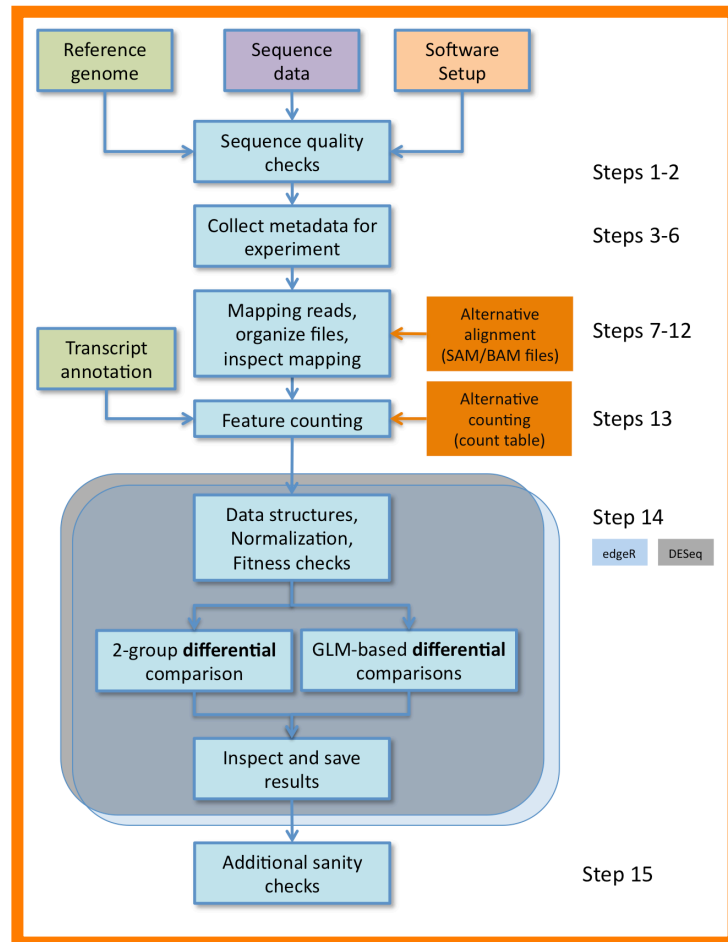 Reference
genome
Sequence
data
Software
Setup
Sequence quality
checks
Steps 1-2
Collect metadata for
experiment
Steps 3-6
Mapping reads,
organize files,
inspect mapping
Alternative
alignment
(SAM/BAM files)
Steps 7-12
Transcript
annotation
Feature counting
Alternative
counting
(count table)
Steps 13
Data structures,
Normalization,
Fitness checks
Step 14
edgeR
DESeq
2-group differential
comparison
GLM-based differential
comparisons
Inspect and save
results
Additional sanity
checks
Step 15